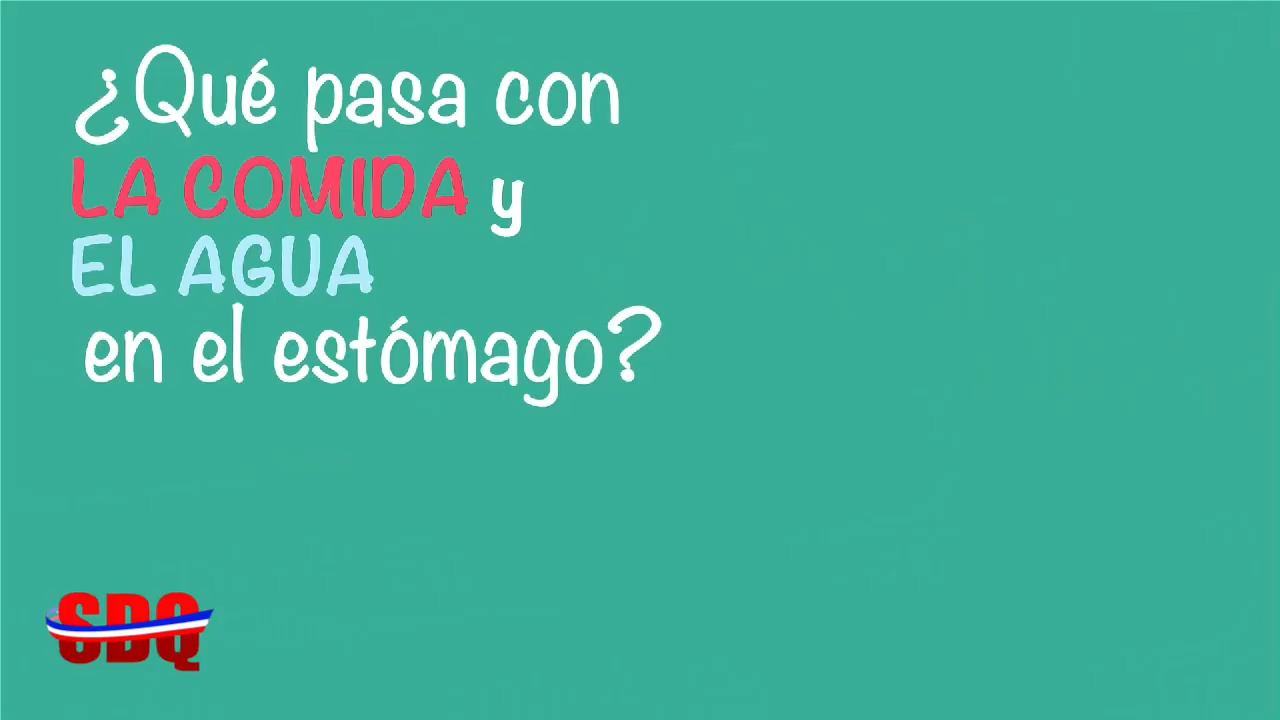 ¿Qué pasa con
LA COMIDA y
EL AGUA
en el estómago?
SDQ